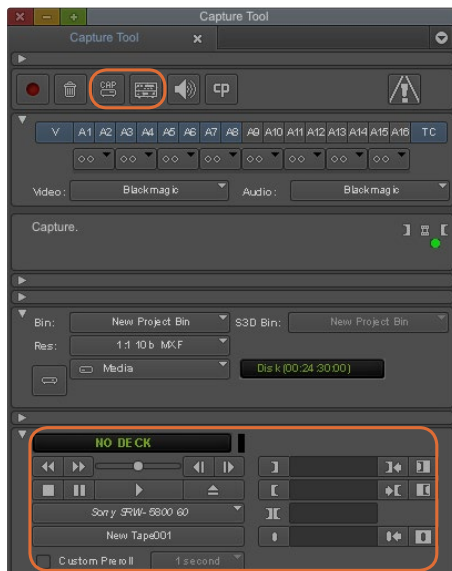 Capture Tool
Capture Tool
CAP
CP
V A1 A2 A3 A4 A5 A6 A7 A8 A9 A10 A11 A12 A13 A14 A15 A16 TC
Video: Blackmagic Audio: Blackmagic
Capture.
Bin: New Project Bin S3D Bin: New Project Bin
Res: 1:1 10b MXF
Media Disk(00:24:30:00)
NO DECK
Sony SRW-5800 60
New Tape001
Custom Preroll 1 second